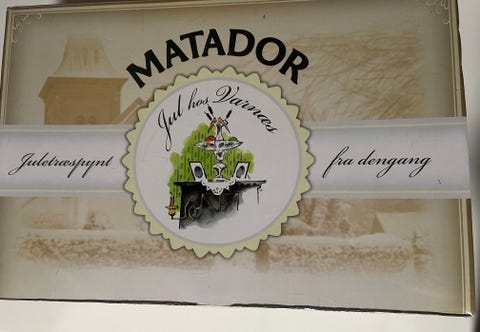 MATADOR
Jul hos Varnæs
Juletræspynt fra dengang